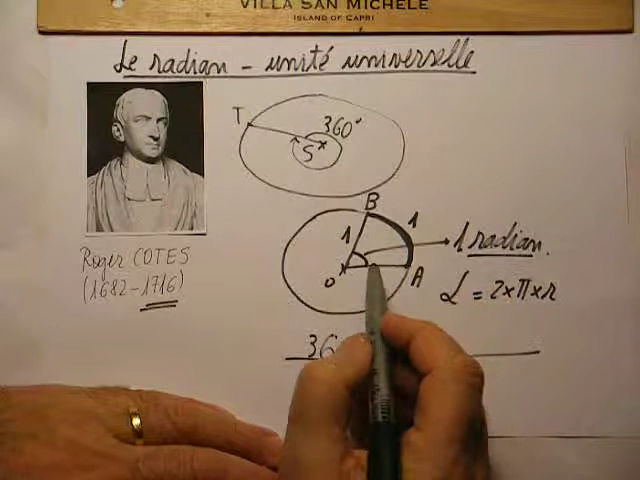 VILLA SAN MICHELE
ISLAND OF CAPRI
Le radian - unité universelle
T
360°
S
B
1
1
1 radian.
O
A
L = 2×π×r
Roger COTES
(1682-1716)
36